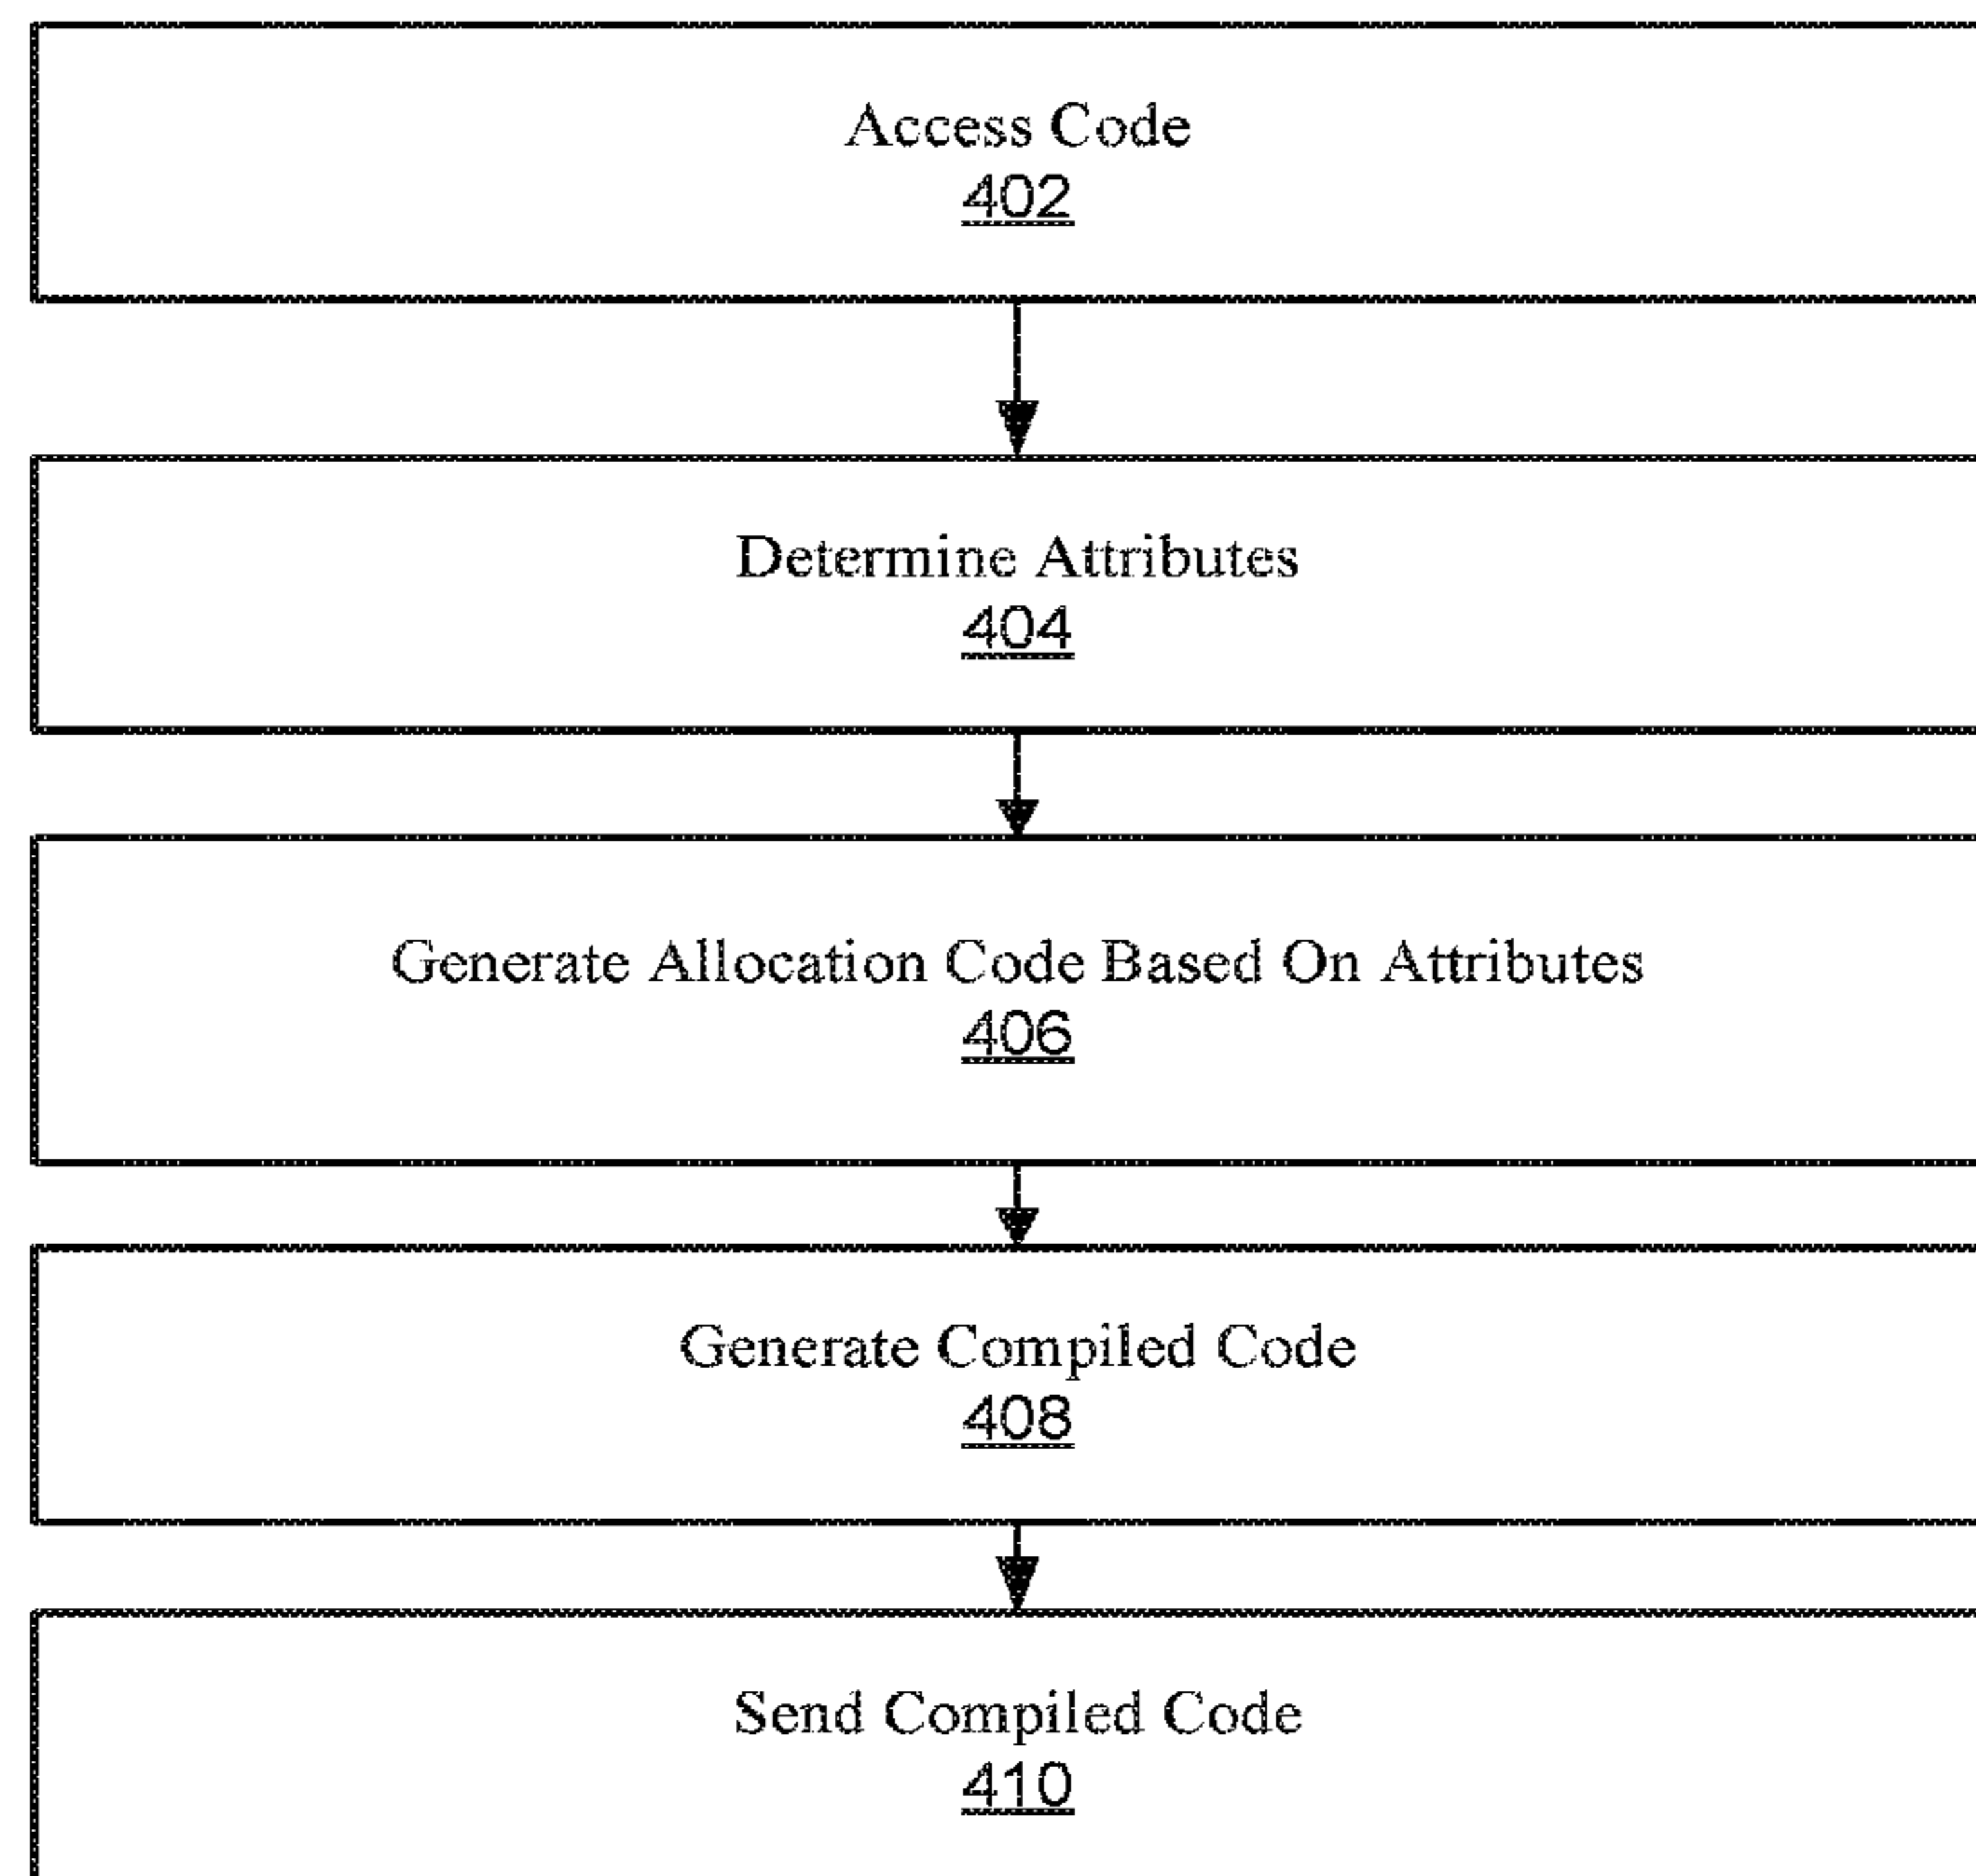 Access Code
402
Determine Attributes
404
Generate Allocation Code Based On Attributes
406
Generate Compiled Code
408
Send Compiled Code
410